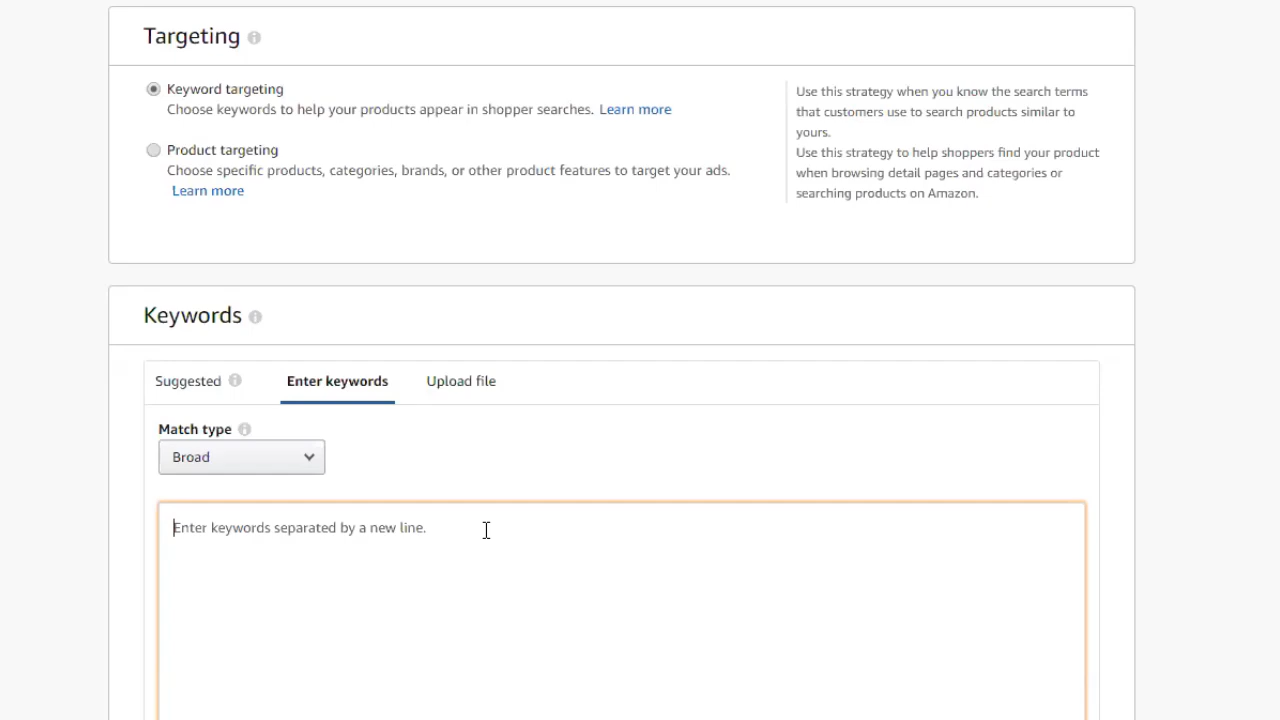 Targeting
Keyword targeting
Choose keywords to help your products appear in shopper searches. Learn more
Product targeting
Choose specific products, categories, brands, or other product features to target your ads.
Learn more
Use this strategy when you know the search terms
that customers use to search products similar to
yours.
Use this strategy to help shoppers find your product
when browsing detail pages and categories or
searching products on Amazon.
Keywords
Suggested Enter keywords Upload file
Match type
Broad
Enter keywords separated by a new line.